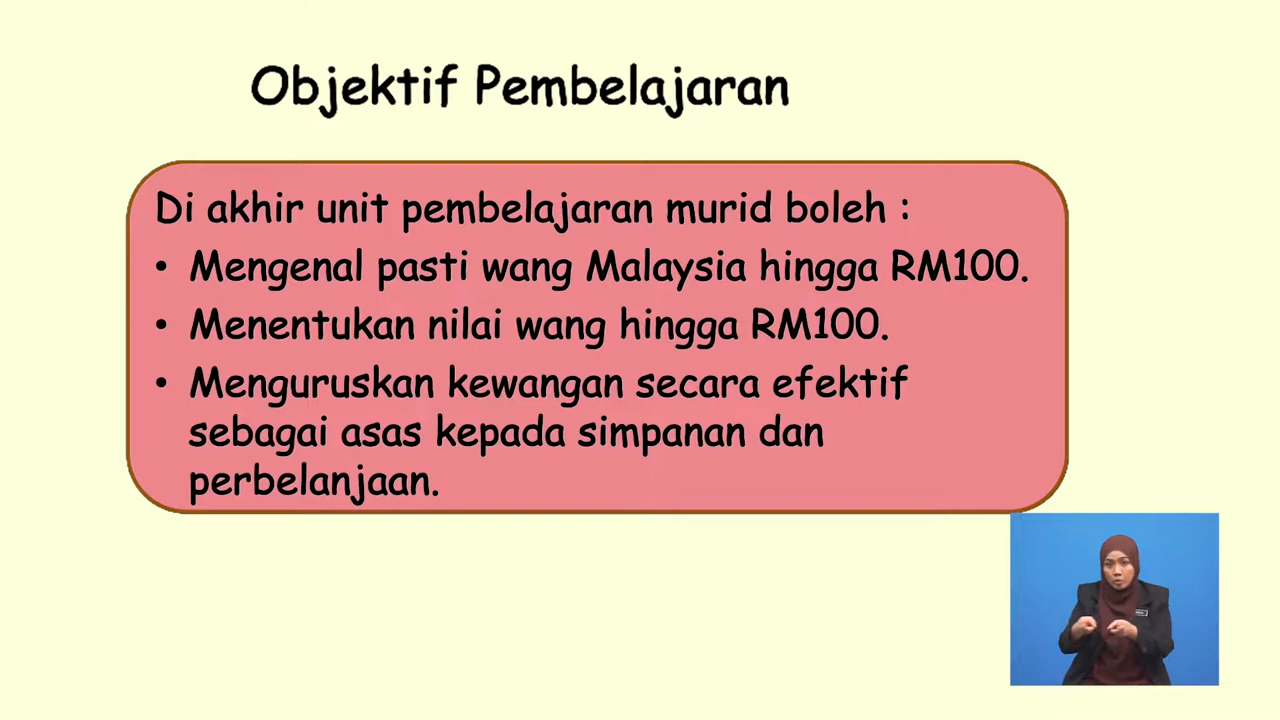 Objektif Pembelajaran
Di akhir unit pembelajaran murid boleh :
• Mengenal pasti wang Malaysia hingga RM100.
• Menentukan nilai wang hingga RM100.
• Menguruskan kewangan secara efektif
sebagai asas kepada simpanan dan
perbelanjaan.